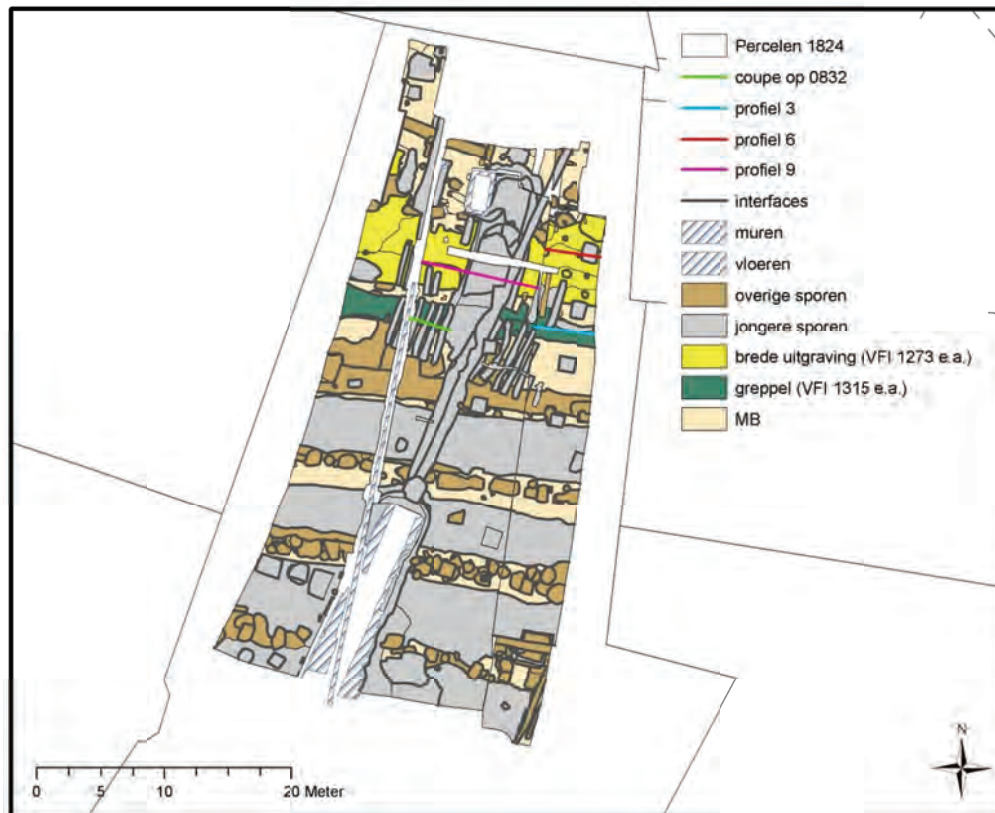 Percelen 1824
coupe op 0832
profiel 3
profiel 6
profiel 9
interfaces
muren
vloeren
overige sporen
jongere sporen
brede uitgraving (VFI 1273 e.a.)
greppel (VFI 1315 e.a.)
MB
N
0 5 10 20 Meter